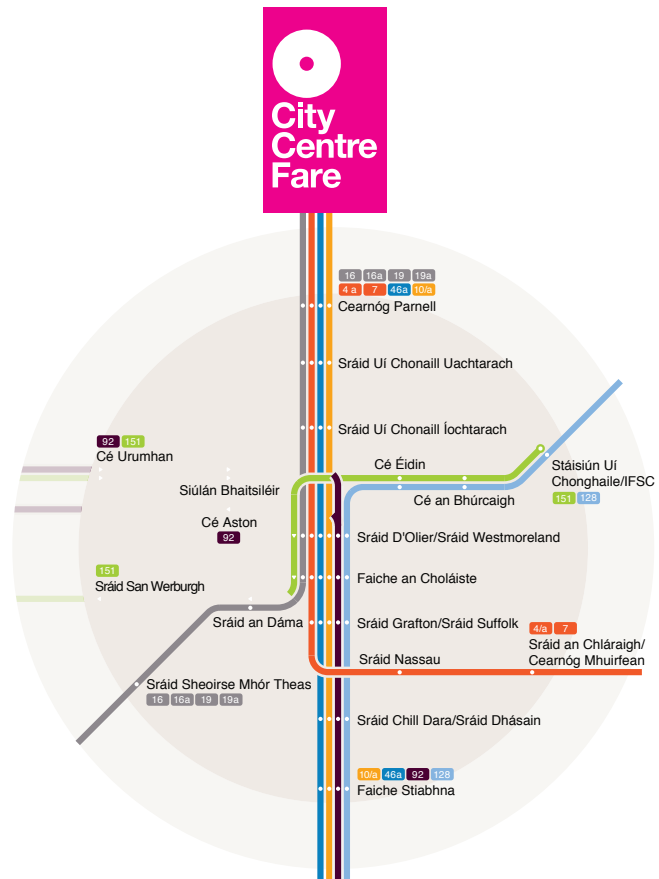 City
Centre
Fare
16 16a 19 19a
4 a 7 46a 10/a
Cearnóg Parnell
Sráid Uí Chonaill Uachtarach
Sráid Uí Chonaill Íochtarach
92 151
Cé Urumhan
Cé Éidin
Stáisiún Uí
Chonghaile/IFSC
151 128
Siúlán Bhaitsiléir
Cé an Bhúrcaigh
Cé Aston
92
Sráid D'Olier/Sráid Westmoreland
151
Sráid San Werburgh
Faiche an Choláiste
Sráid an Dáma
Sráid Grafton/Sráid Suffolk
4/a 7
Sráid an Chláraigh/
Cearnóg Mhuirfean
Sráid Nassau
Sráid Sheoirse Mhór Theas
16 16a 19 19a
Sráid Chill Dara/Sráid Dhásain
10/a 46a 92 128
Faiche Stiabhna